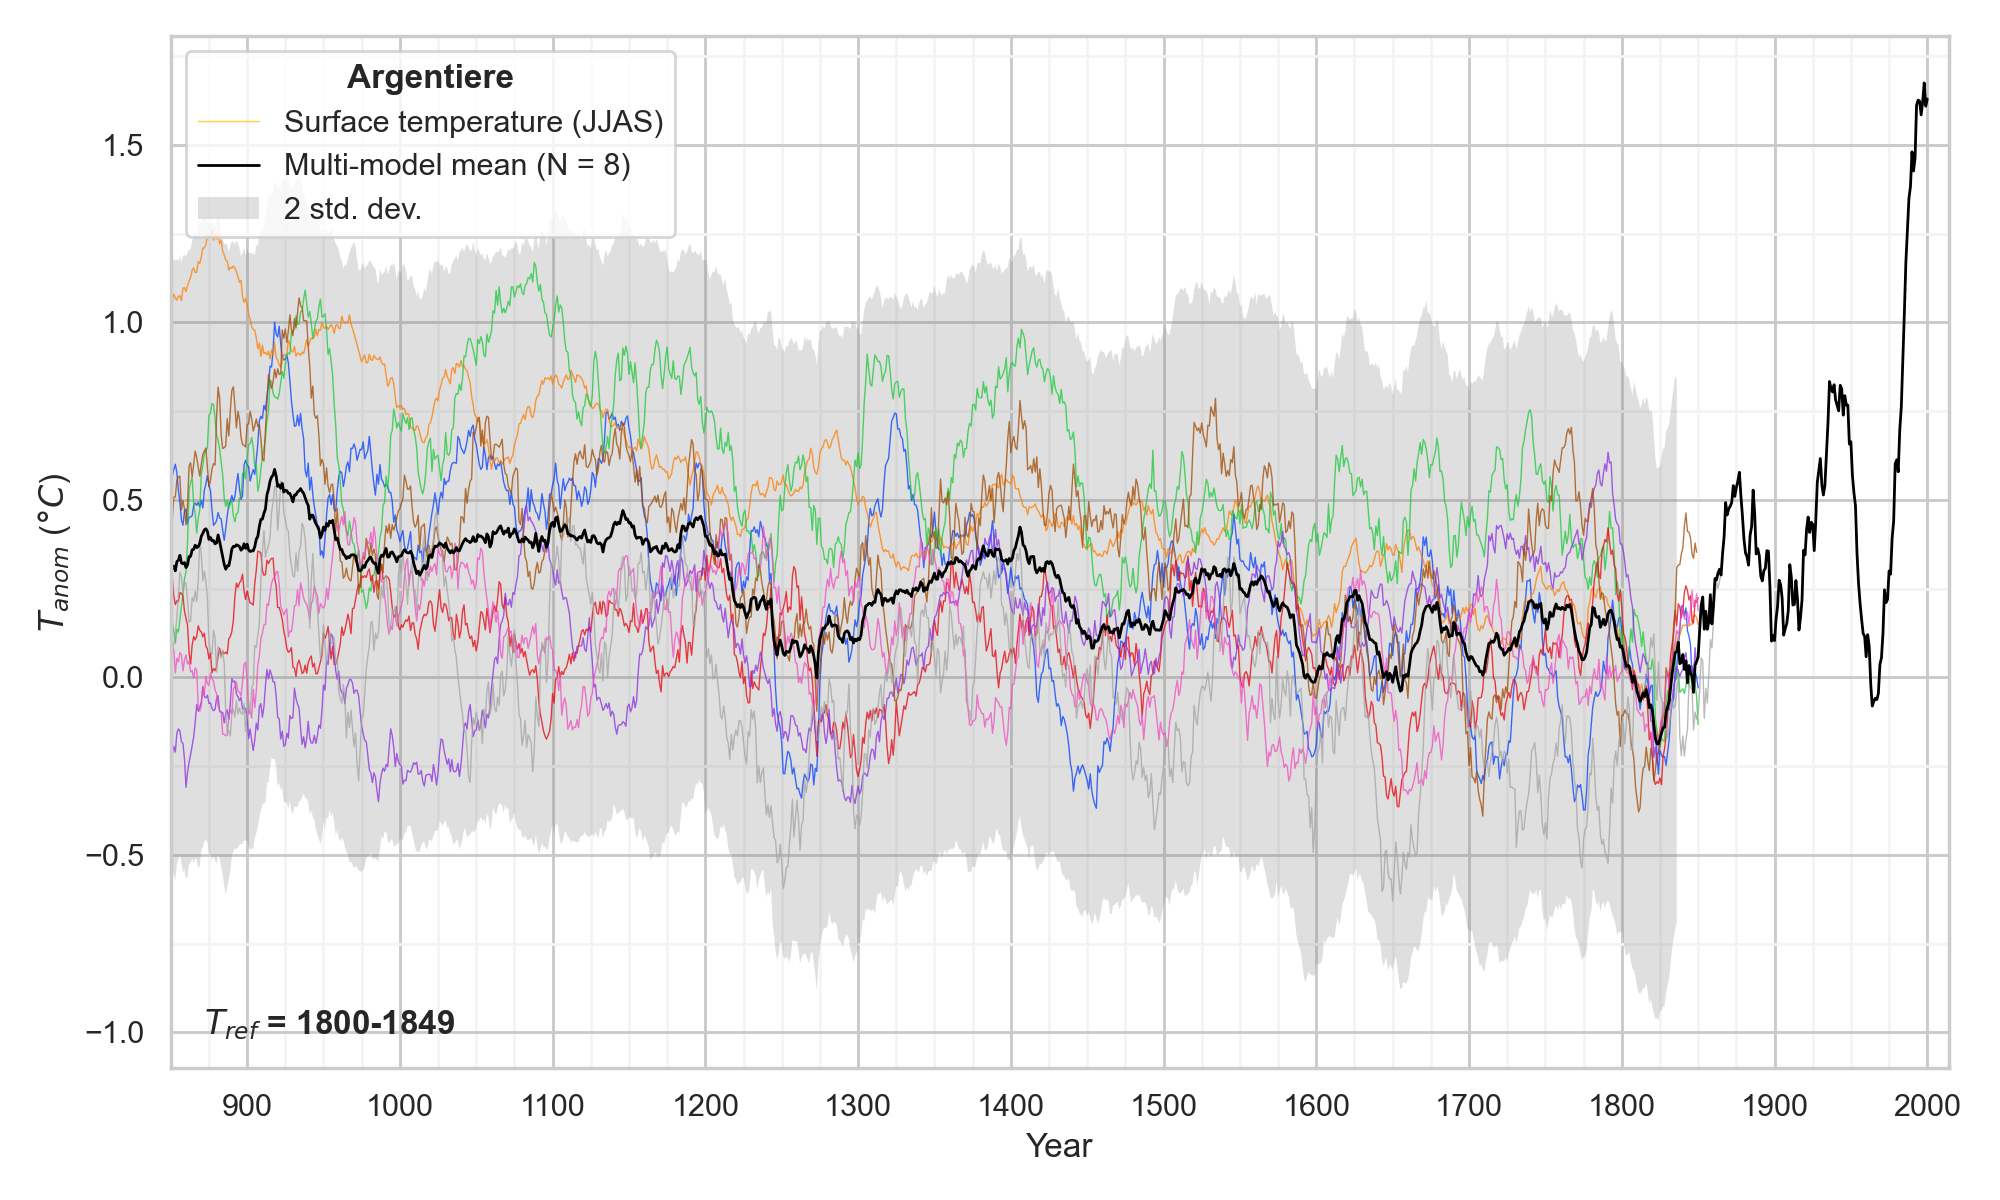 Argentiere
Surface temperature (JJAS)
Multi-model mean (N = 8)
2 std. dev.
1.5
1.0
0.5
0.0
−0.5
−1.0
T_anom (°C)
T_ref = 1800-1849
900 1000 1100 1200 1300 1400 1500 1600 1700 1800 1900 2000
Year